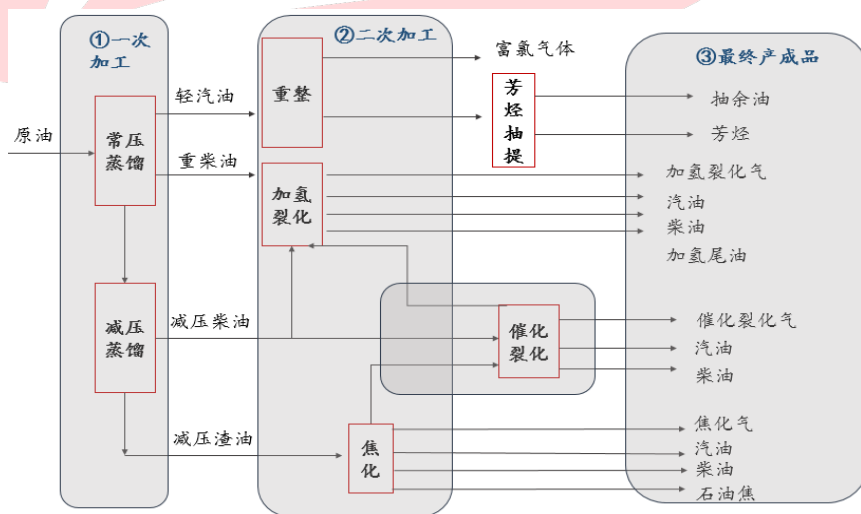 ①一次
加工
②二次加工
③最终产成品
原油
常压
蒸馏
轻汽油
重柴油
重整
富氯气体
芳
烃
抽
提
抽余油
芳烃
加氢
裂化
加氢裂化气
汽油
柴油
加氢尾油
减压
蒸馏
减压柴油
催化
裂化
催化裂化气
汽油
柴油
减压渣油
焦
化
焦化气
汽油
柴油
石油焦